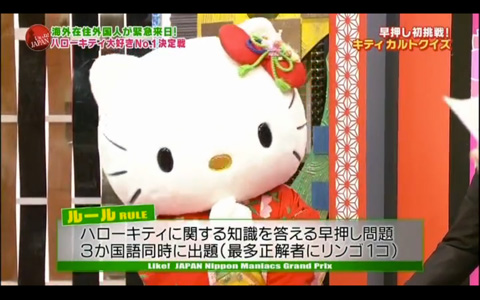 海外在住外国人が緊急来日!
ハローキティ大好きNo.1決定戦
早押し初挑戦!
キティカルトクイズ
JAPAN
ルール RULE
ハローキティに関する知識を答える早押し問題
3か国語同時に出題(最多正解者にリンゴ1コ)
Like! JAPAN Nippon Maniacs Grand Prix